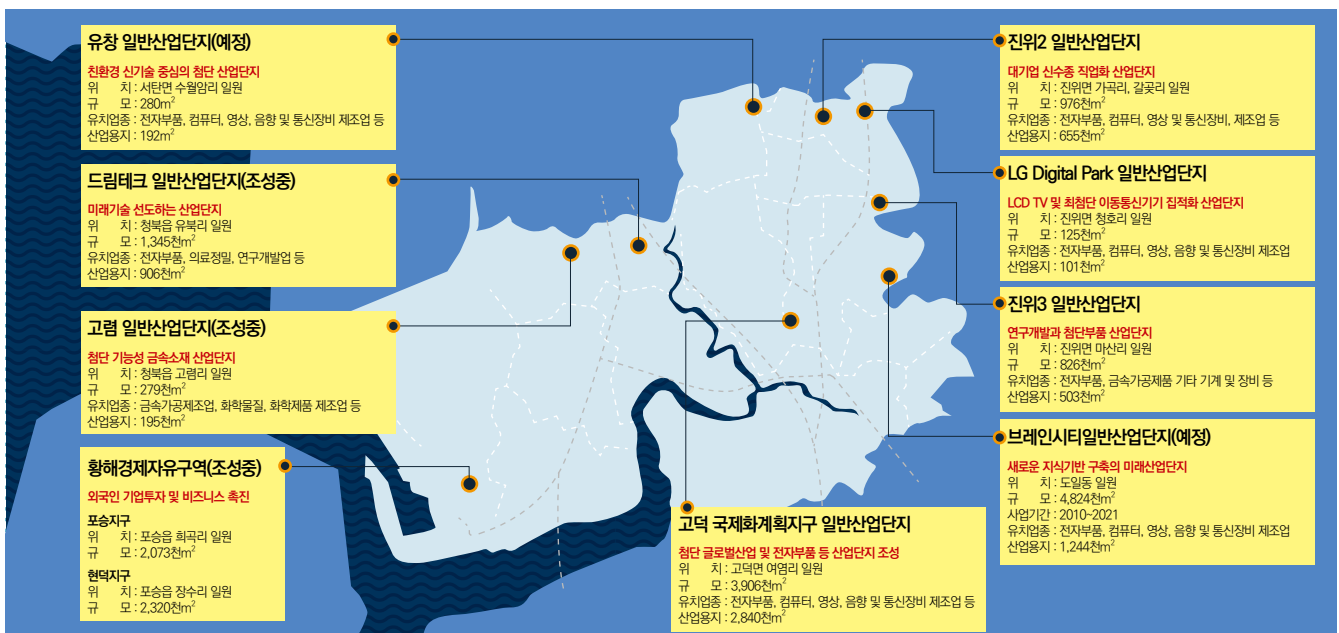 유창 일반산업단지(예정)
친환경 신기술 중심의 첨단 산업단지
위 치 : 서탄면 수월암리 일원
규 모 : 280m²
유치업종 : 전자부품, 컴퓨터, 영상, 음향 및 통신장비 제조업 등
산업용지 : 192m²
드림테크 일반산업단지(조성중)
미래기술 선도하는 산업단지
위 치 : 청북읍 유북리 일원
규 모 : 1,345천m²
유치업종 : 전자부품, 의료정밀, 연구개발업 등
산업용지 : 906천m²
고렴 일반산업단지(조성중)
첨단 기능성 금속소재 산업단지
위 치 : 청북읍 고렴리 일원
규 모 : 279천m²
유치업종 : 금속가공제조업, 화학물질, 화학제품 제조업 등
산업용지 : 195천m²
황해경제자유구역(조성중)
외국인 기업투자 및 비즈니스 촉진
포승지구
위 치 : 포승읍 희곡리 일원
규 모 : 2,073천m²
현덕지구
위 치 : 포승읍 장수리 일원
규 모 : 2,320천m²
고덕 국제화계획지구 일반산업단지
첨단 글로벌산업 및 전자부품 등 산업단지 조성
위 치 : 고덕면 여염리 일원
규 모 : 3,906천m²
유치업종 : 전자부품, 컴퓨터, 영상, 음향 및 통신장비 제조업 등
산업용지 : 2,840천m²
진위2 일반산업단지
대기업 신수종 직업화 산업단지
위 치 : 진위면 가곡리, 갈곶리 일원
규 모 : 976천m²
유치업종 : 전자부품, 컴퓨터, 영상 및 통신장비, 제조업 등
산업용지 : 655천m²
LG Digital Park 일반산업단지
LCD TV 및 최첨단 이동통신기기 집적화 산업단지
위 치 : 진위면 청호리 일원
규 모 : 125천m²
유치업종 : 전자부품, 컴퓨터, 영상, 음향 및 통신장비 제조업
산업용지 : 101천m²
진위3 일반산업단지
연구개발과 첨단부품 산업단지
위 치 : 진위면 마산리 일원
규 모 : 826천m²
유치업종 : 전자부품, 금속가공제품 기타 기계 및 장비 등
산업용지 : 503천m²
브레인시티일반산업단지(예정)
새로운 지식기반 구축의 미래산업단지
위 치 : 도일동 일원
규 모 : 4,824천m²
사업기간 : 2010~2021
유치업종 : 전자부품, 컴퓨터, 영상, 음향 및 통신장비 제조업
산업용지 : 1,244천m²